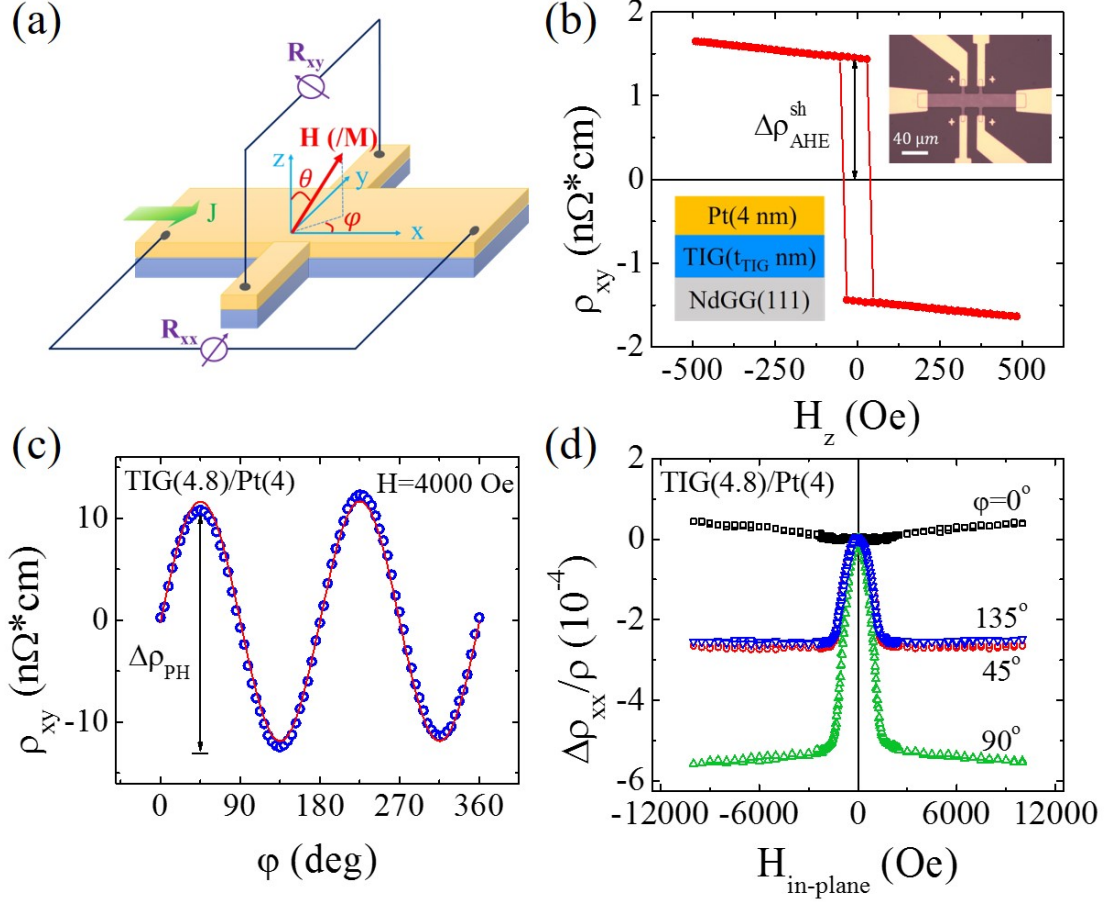 (a)
R_xy
H (/M)
z
θ
y
J
φ
x
R_xx
(b)
2
1
0
-1
-2
ρ_xy (nΩ*cm)
Δρ_AHE^sh
40 μm
Pt(4 nm)
TIG(t_TIG nm)
NdGG(111)
-500 -250 0 250 500
H_z (Oe)
(c)
TIG(4.8)/Pt(4) H=4000 Oe
10
0
-10
ρ_xy (nΩ*cm)
Δρ_PH
0 90 180 270 360
φ (deg)
(d)
2
0
-2
-4
-6
Δρ_xx/ρ (10^-4)
TIG(4.8)/Pt(4)
φ=0°
135°
45°
90°
-12000 -6000 0 6000 12000
H_in-plane (Oe)